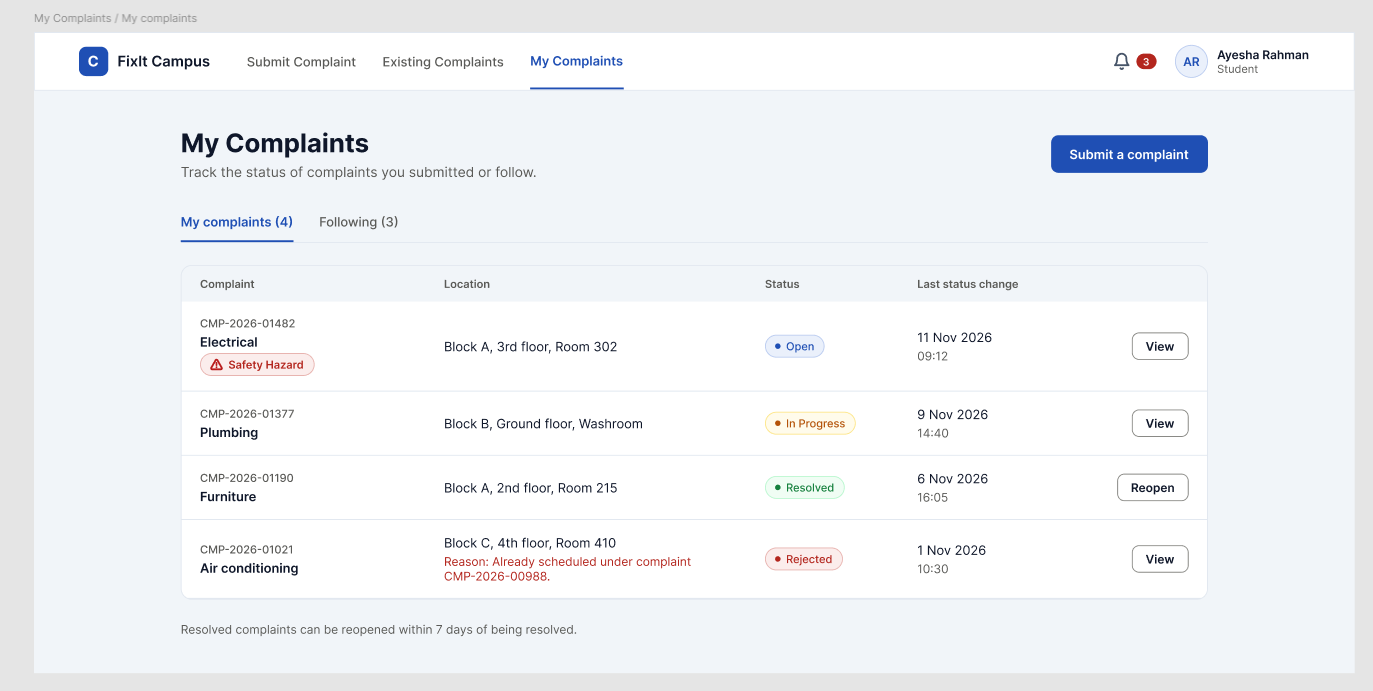 My Complaints / My complaints
C FixIt Campus Submit Complaint Existing Complaints My Complaints 3 AR Ayesha Rahman
Student
My Complaints
Track the status of complaints you submitted or follow.
Submit a complaint
My complaints (4) Following (3)
Complaint Location Status Last status change
CMP-2026-01482
Electrical
Safety Hazard
Block A, 3rd floor, Room 302
Open
11 Nov 2026
09:12
View
CMP-2026-01377
Plumbing
Block B, Ground floor, Washroom
In Progress
9 Nov 2026
14:40
View
CMP-2026-01190
Furniture
Block A, 2nd floor, Room 215
Resolved
6 Nov 2026
16:05
Reopen
CMP-2026-01021
Air conditioning
Block C, 4th floor, Room 410
Reason: Already scheduled under complaint
CMP-2026-00988.
Rejected
1 Nov 2026
10:30
View
Resolved complaints can be reopened within 7 days of being resolved.